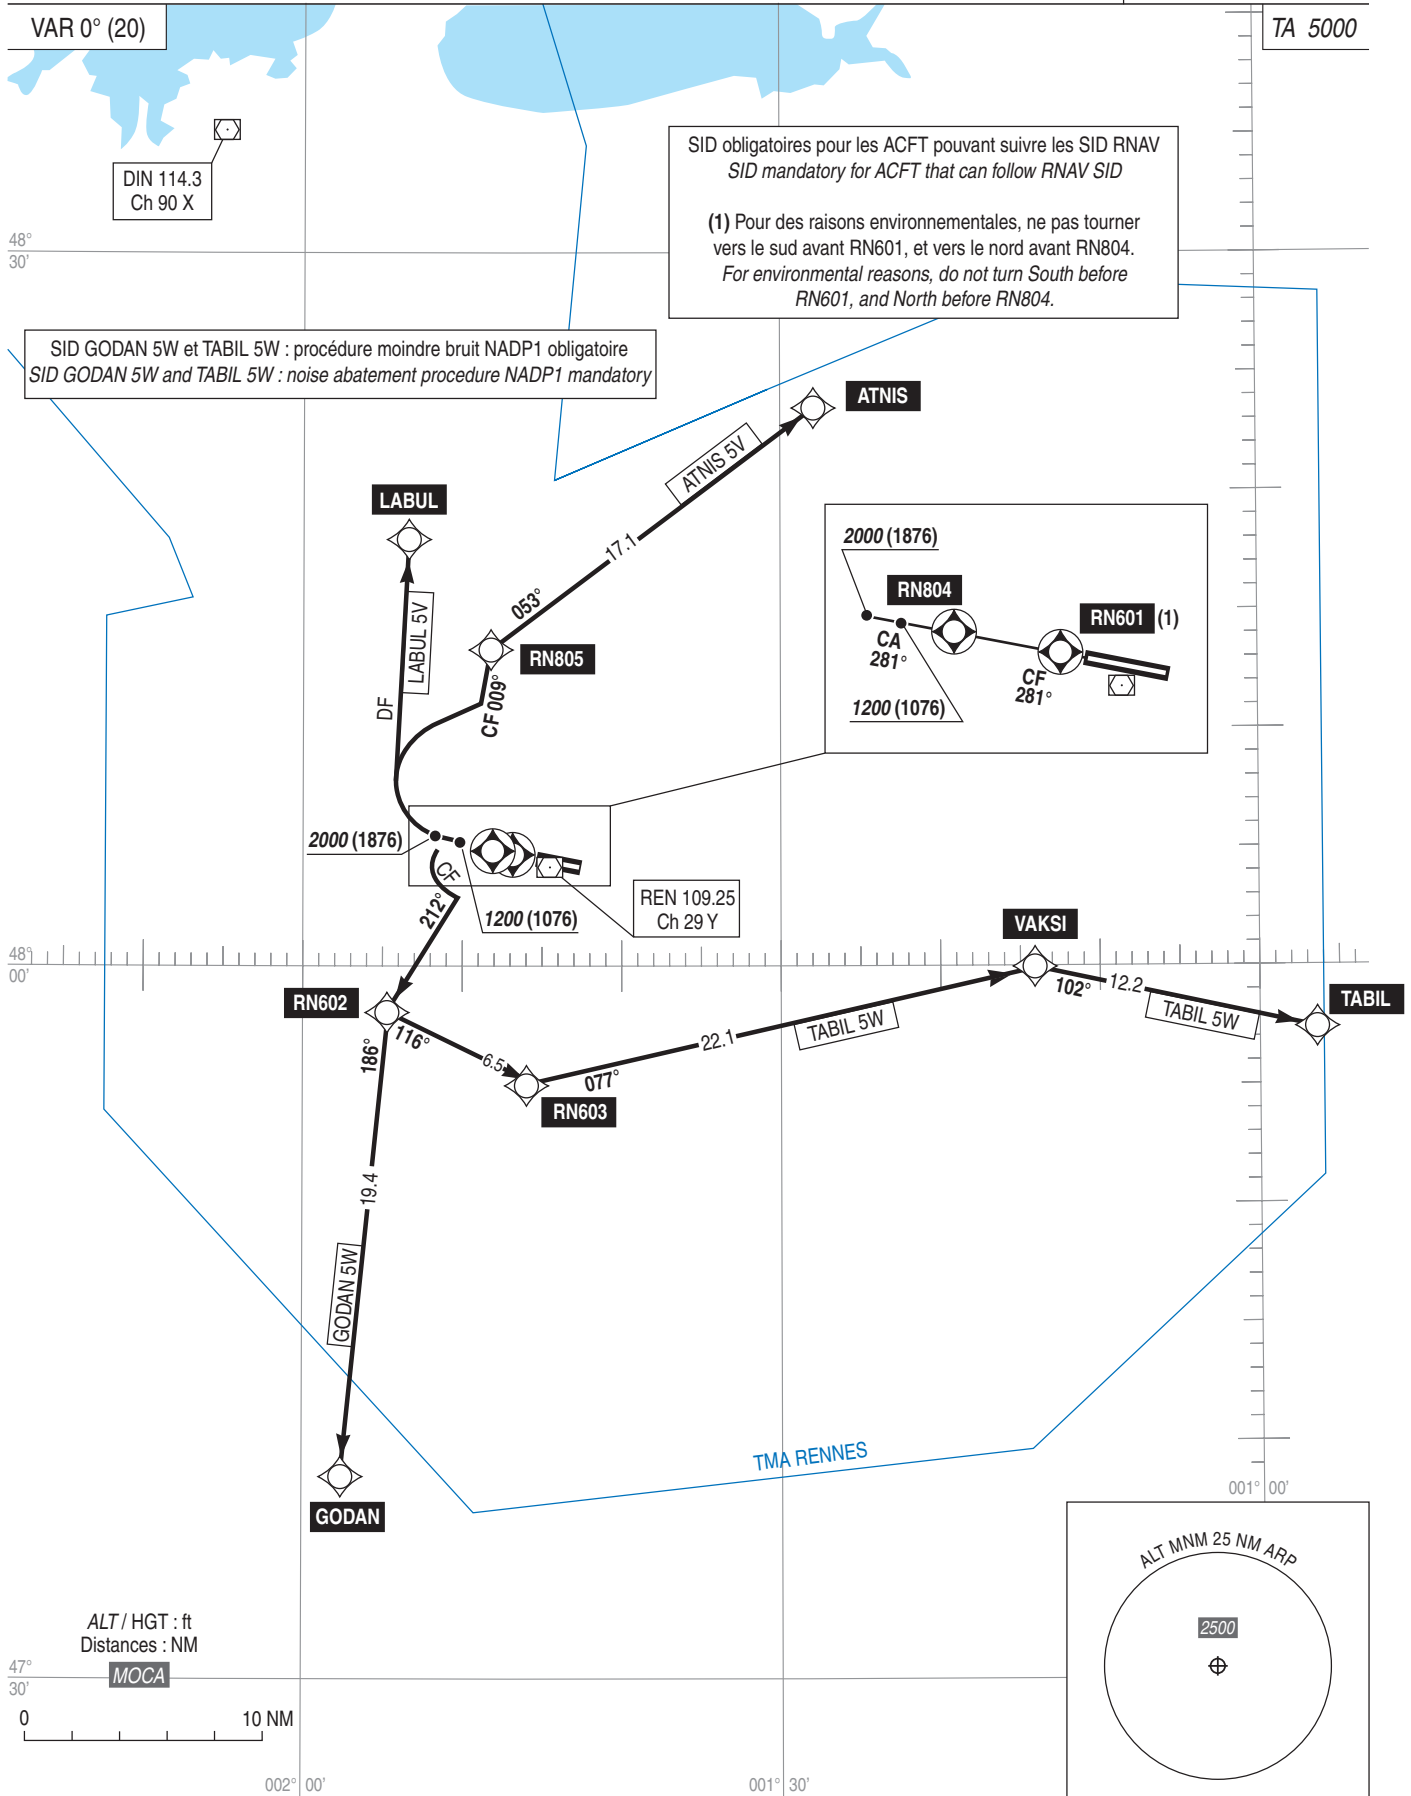 VAR 0° (20)
TA 5000
DIN 114.3
Ch 90 X
SID obligatoires pour les ACFT pouvant suivre les SID RNAV
SID mandatory for ACFT that can follow RNAV SID
(1) Pour des raisons environnementales, ne pas tourner
vers le sud avant RN601, et vers le nord avant RN804.
For environmental reasons, do not turn South before
RN601, and North before RN804.
48°
30'
SID GODAN 5W et TABIL 5W : procédure moindre bruit NADP1 obligatoire
SID GODAN 5W and TABIL 5W : noise abatement procedure NADP1 mandatory
ATNIS
ATNIS 5V
LABUL
17.1
2000 (1876)
RN804
RN601 (1)
053°
LABUL 5V
RN805
CA
281°
CF
281°
DF
CF 009°
1200 (1076)
2000 (1876)
CF
REN 109.25
Ch 29 Y
212°
1200 (1076)
VAKSI
48°
00'
102°
12.2
TABIL 5W
TABIL
RN602
116°
186°
6.5
22.1
TABIL 5W
077°
RN603
19.4
GODAN 5W
TMA RENNES
GODAN
001° 00'
ALT MNM 25 NM ARP
2500
ALT / HGT : ft
Distances : NM
MOCA
47°
30'
0
10 NM
002° 00'
001° 30'